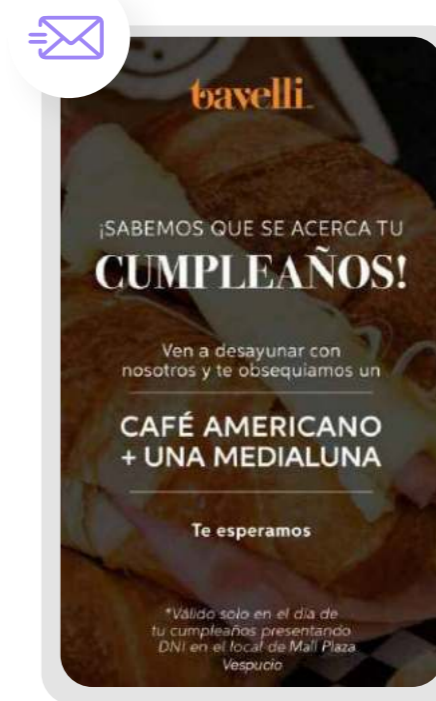 bavelli
¡SABEMOS QUE SE ACERCA TU
CUMPLEAÑOS!
Ven a desayunar con
nosotros y te obsequiamos un
CAFÉ AMERICANO
+ UNA MEDIALUNA
Te esperamos
*Válido solo en el día de
tu cumpleaños presentando
DNI en el local de Mall Plaza
Vespucio